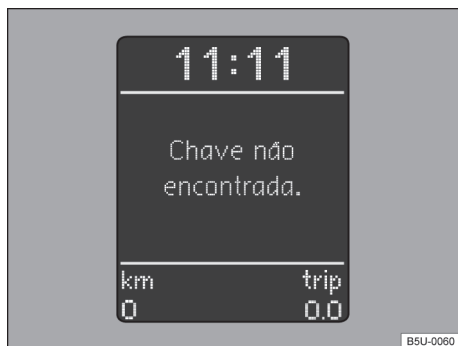 11:11
Chave não
encontrada.
km trip
0 0.0
B5U-0060